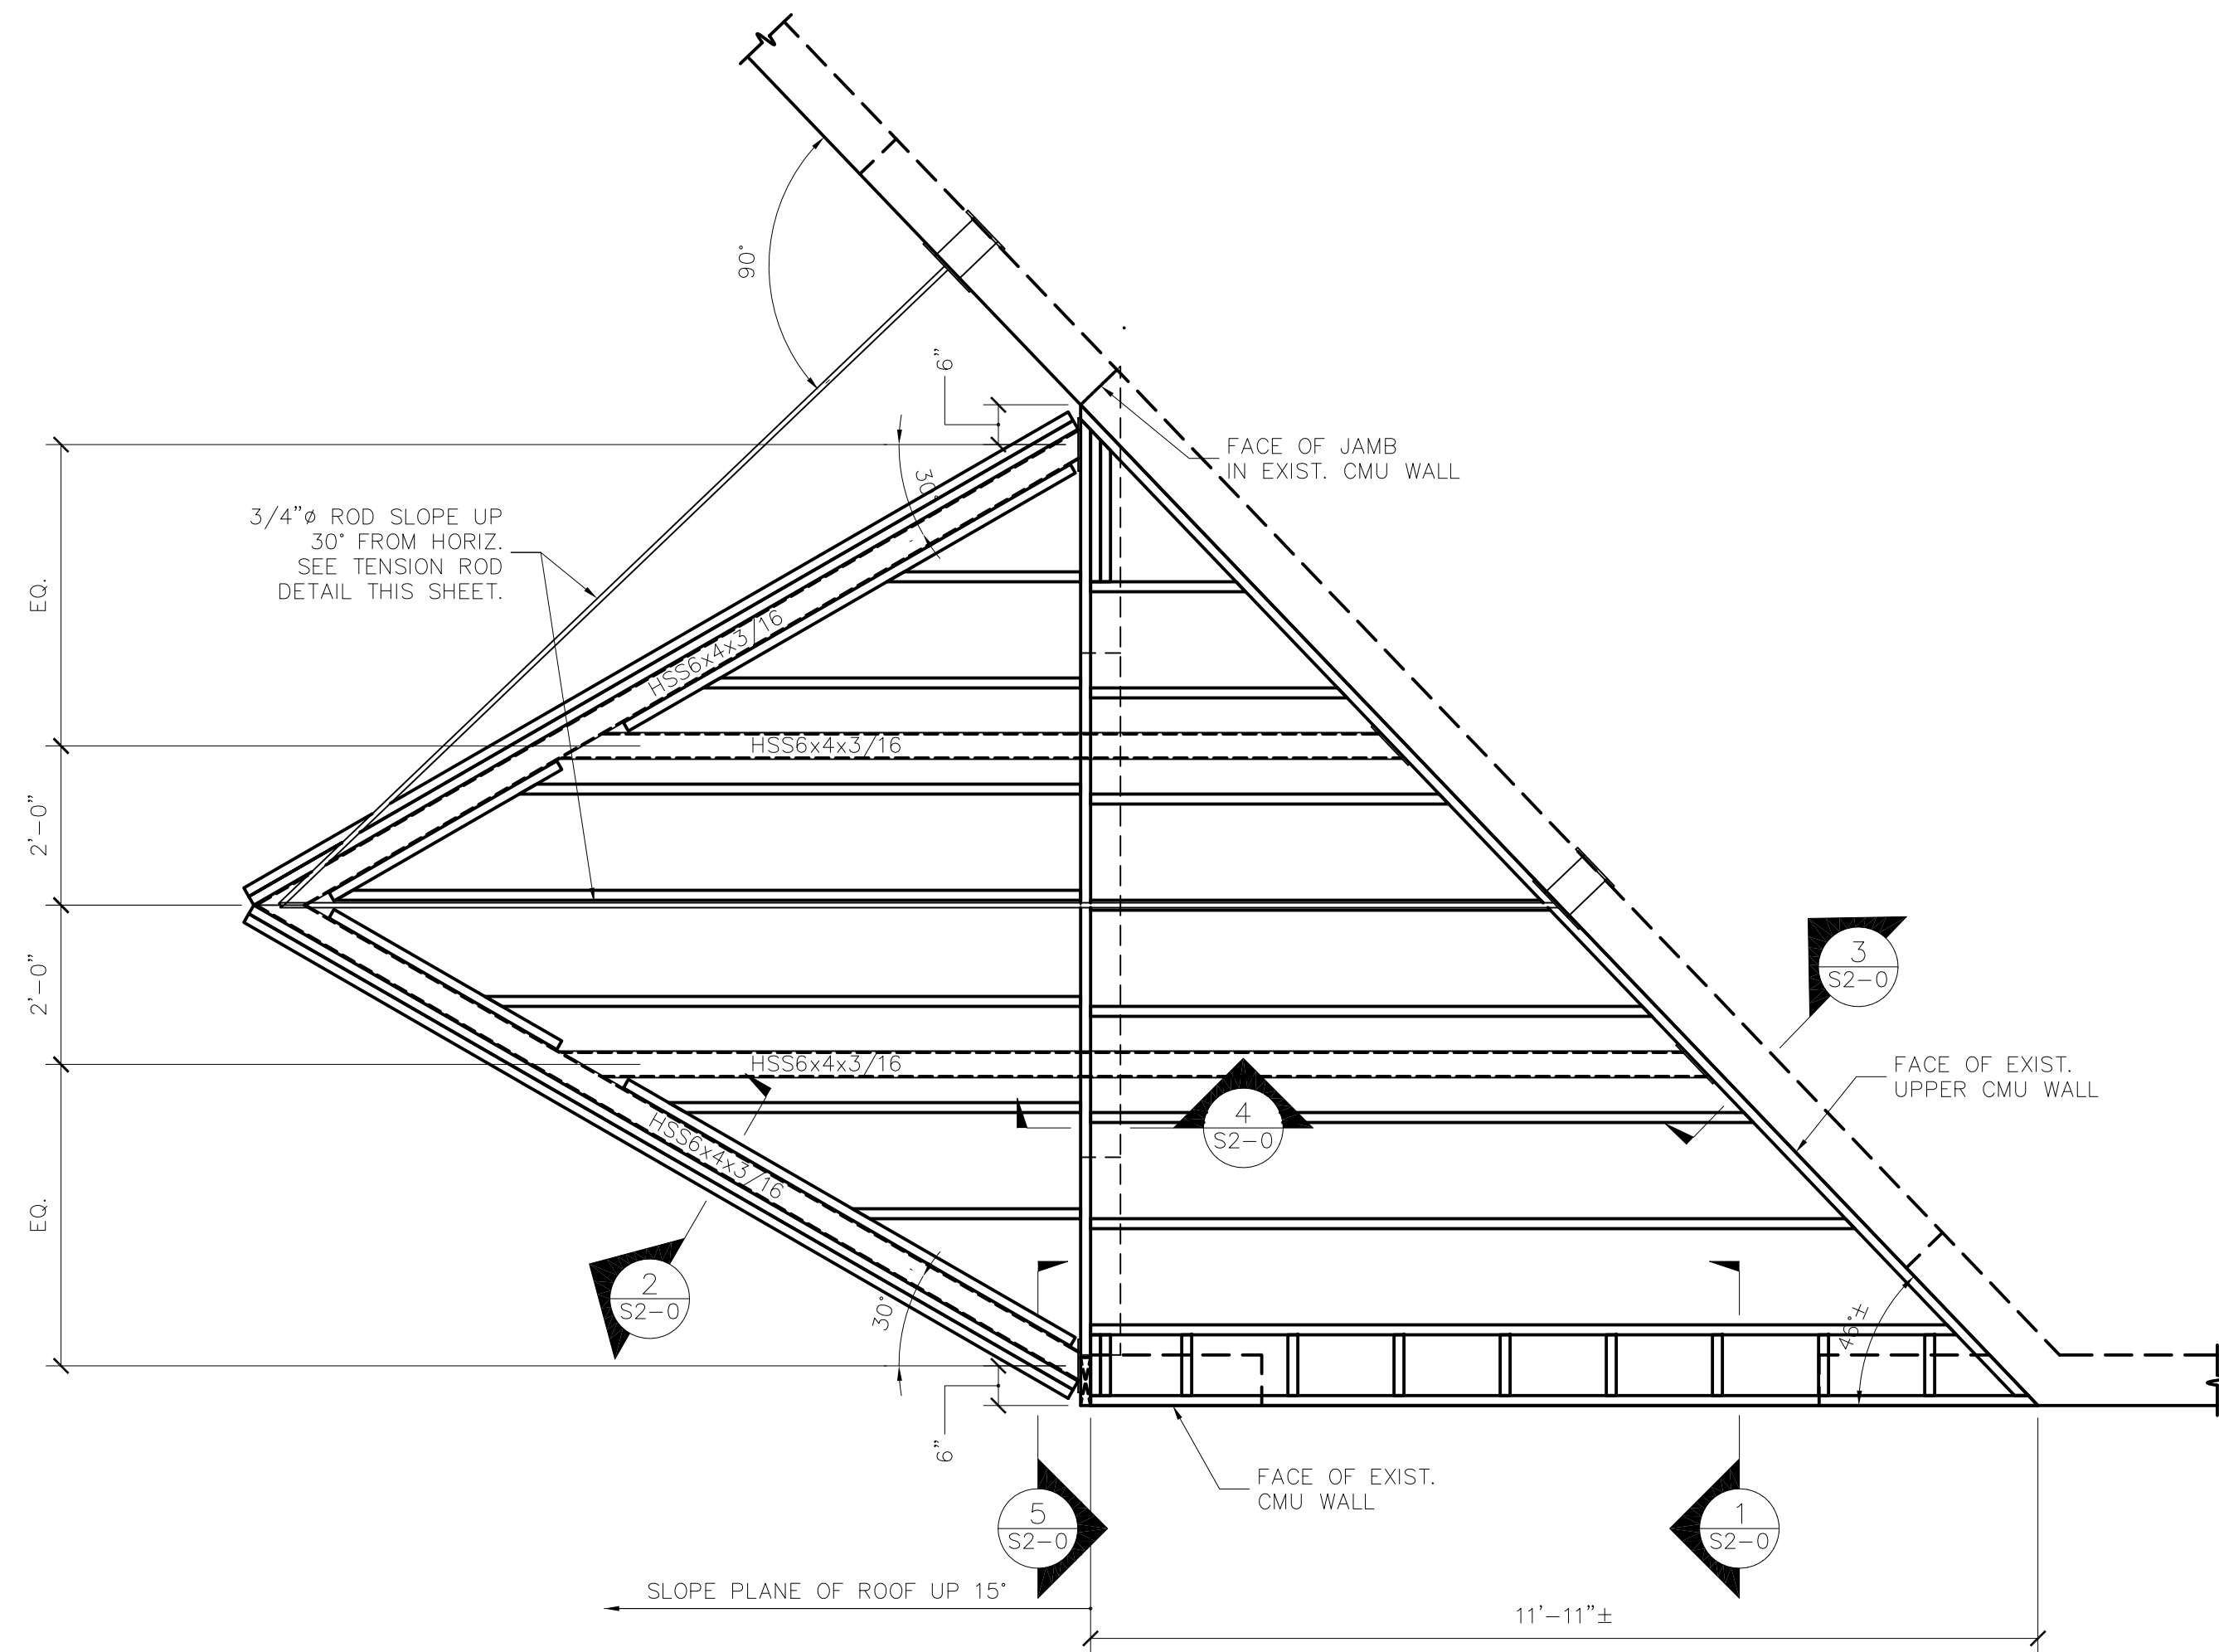 90°
6"
FACE OF JAMB
IN EXIST. CMU WALL
30°
3/4"ø ROD SLOPE UP
30° FROM HORIZ.
SEE TENSION ROD
DETAIL THIS SHEET.
EQ.
HSS6x4x3/16
HSS6x4x3/16
2'-0"
2'-0"
3
S2-0
HSS6x4x3/16
FACE OF EXIST.
UPPER CMU WALL
4
S2-0
HSS6x4x3/16
EQ.
2
S2-0
30°
46°±
6"
FACE OF EXIST.
CMU WALL
5
S2-0
1
S2-0
SLOPE PLANE OF ROOF UP 15°
11'-11"±